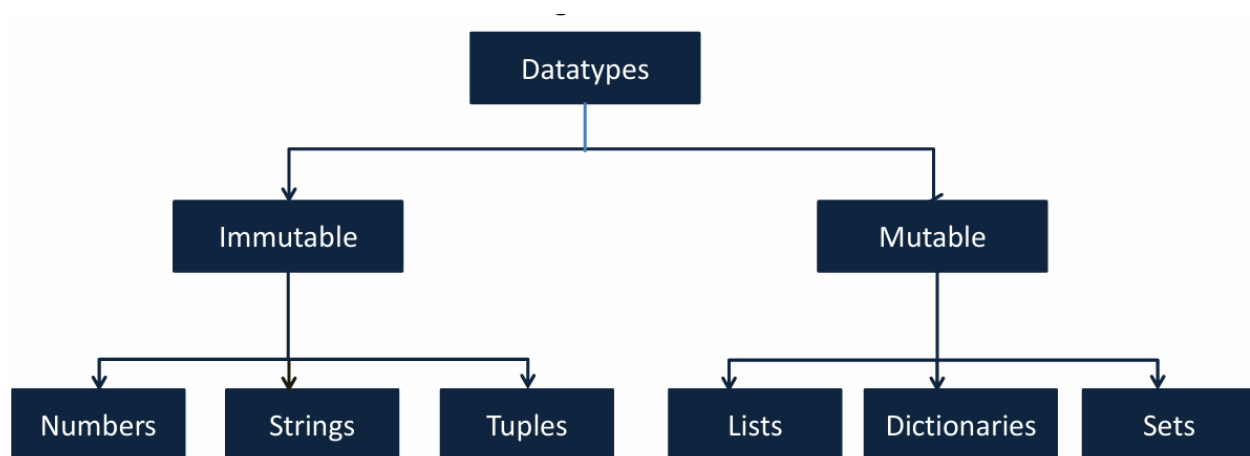 Datatypes
Immutable
Mutable
Numbers
Strings
Tuples
Lists
Dictionaries
Sets